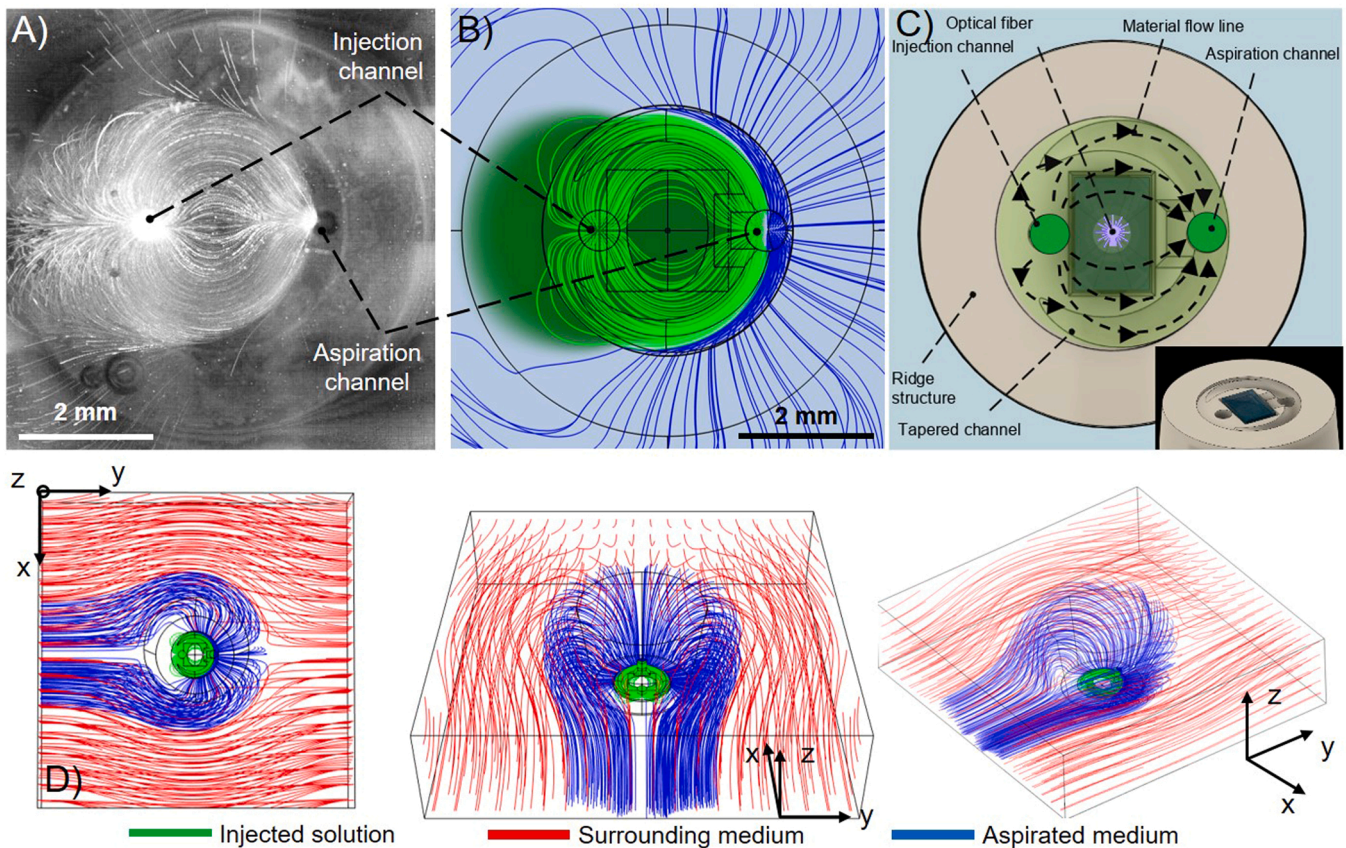 A)
Injection
channel
Aspiration
channel
2 mm
B)
2 mm
C)
Optical fiber
Injection channel
Material flow line
Aspiration channel
Ridge
structure
Tapered channel
z
y
x
D)
x
z
y
z
y
x
Injected solution
Surrounding medium
Aspirated medium